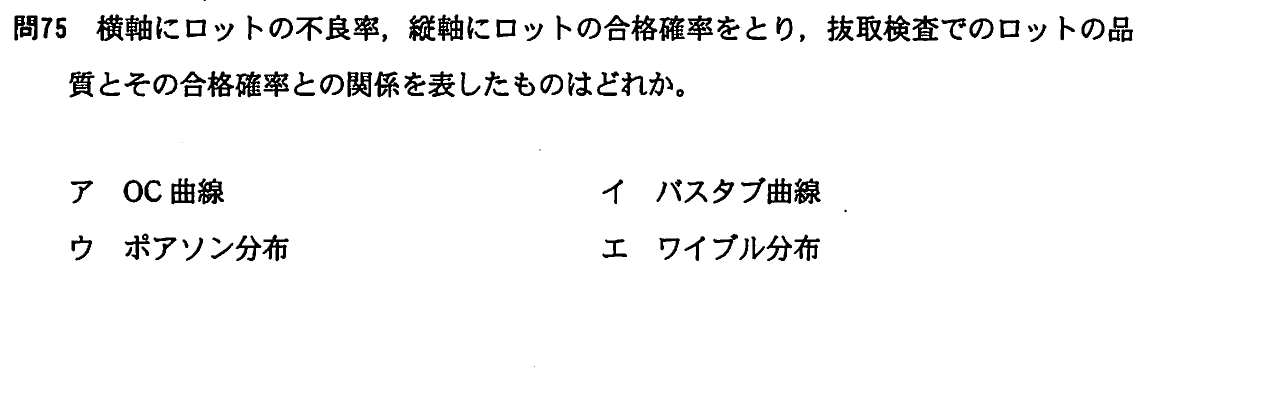 問75 横軸にロットの不良率，縦軸にロットの合格確率をとり，抜取検査でのロットの品
質とその合格確率との関係を表したものはどれか。
ア OC 曲線 イ バスタブ曲線
ウ ポアソン分布 エ ワイブル分布